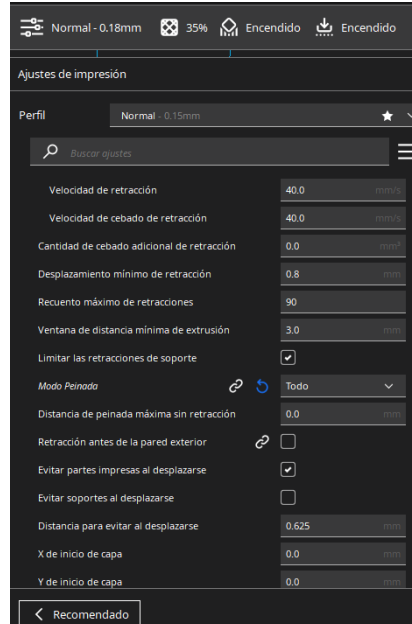 Normal - 0.18mm 35% Encendido Encendido
Ajustes de impresión
Perfil Normal - 0.15mm
Buscar ajustes
Velocidad de retracción 40.0 mm/s
Velocidad de cebado de retracción 40.0 mm/s
Cantidad de cebado adicional de retracción 0.0 mm³
Desplazamiento mínimo de retracción 0.8 mm
Recuento máximo de retracciones 90
Ventana de distancia mínima de extrusión 3.0 mm
Limitar las retracciones de soporte
Modo Peinada Todo
Distancia de peinada máxima sin retracción 0.0 mm
Retracción antes de la pared exterior
Evitar partes impresas al desplazarse
Evitar soportes al desplazarse
Distancia para evitar al desplazarse 0.625 mm
X de inicio de capa 0.0 mm
Y de inicio de capa 0.0 mm
Recomendado